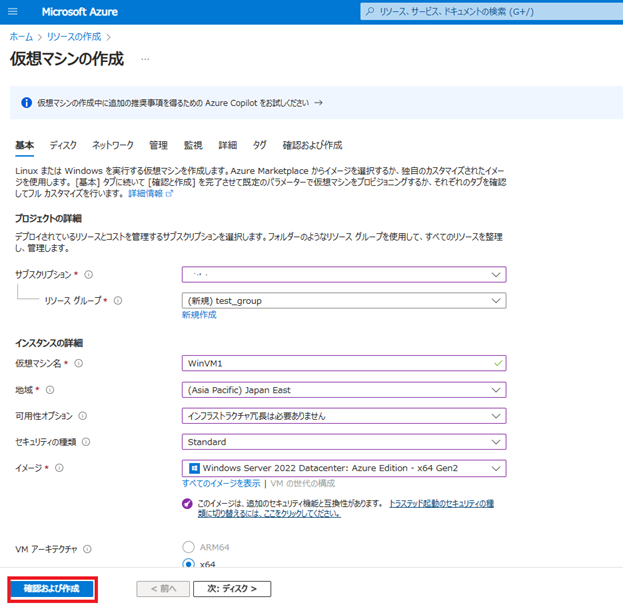 Microsoft Azure
リソース、サービス、ドキュメントの検索 (G+/)
ホーム > リソースの作成 >
仮想マシンの作成 …
仮想マシンの作成中に追加の推奨事項を得るための Azure Copilot をお試しください →
基本 ディスク ネットワーク 管理 監視 詳細 タグ 確認および作成
Linux または Windows を実行する仮想マシンを作成します。Azure Marketplace からイメージを選択するか、独自のカスタマイズされたイメー
ジを使用します。 [基本] タブに続いて [確認と作成] を完了させて既定のパラメーターで仮想マシンをプロビジョニングするか、それぞれのタブを確認
してフル カスタマイズを行います。 詳細情報
プロジェクトの詳細
デプロイされているリソースとコストを管理するサブスクリプションを選択します。フォルダーのようなリソース グループを使用して、すべてのリソースを整理
し、管理します。
サブスクリプション *
リソース グループ * (新規) test_group
新規作成
インスタンスの詳細
仮想マシン名 * WinVM1
地域 * (Asia Pacific) Japan East
可用性オプション インフラストラクチャ冗長は必要ありません
セキュリティの種類 Standard
イメージ * Windows Server 2022 Datacenter: Azure Edition - x64 Gen2
すべてのイメージを表示 | VM の世代の構成
このイメージは、追加のセキュリティ機能と互換性があります。 トラステッド起動のセキュリティの種
類に切り替えるには、ここをクリックしてください。
VM アーキテクチャ ARM64
x64
確認および作成 < 前へ 次: ディスク >